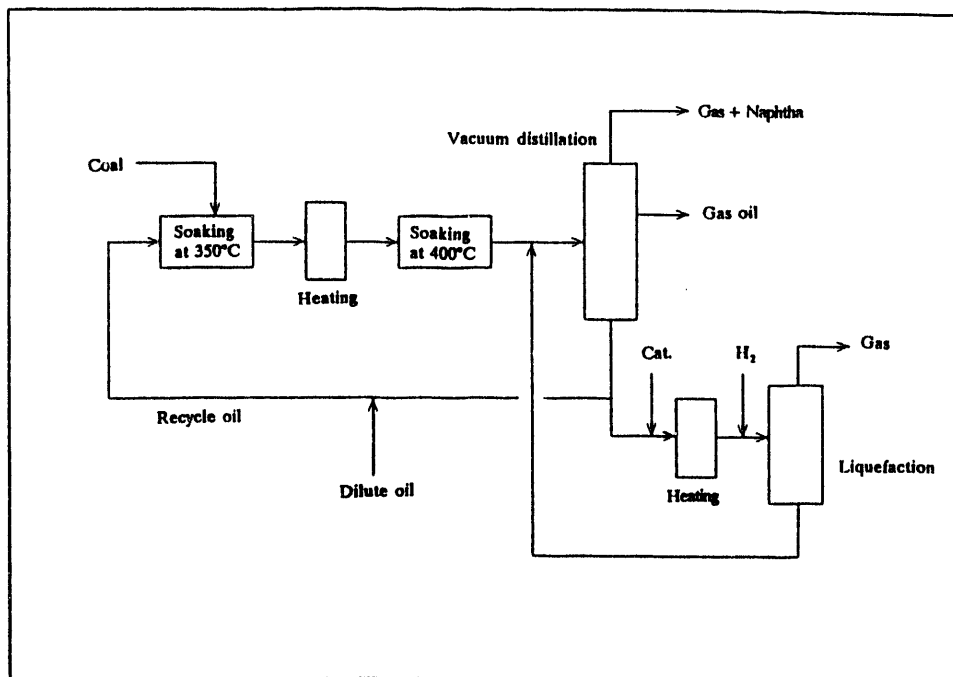 Gas + Naphtha
Vacuum distillation
Coal
Gas oil
Soaking
at 350°C
Soaking
at 400°C
Heating
Gas
Cat.
H₂
Recycle oil
Liquefaction
Heating
Dilute oil